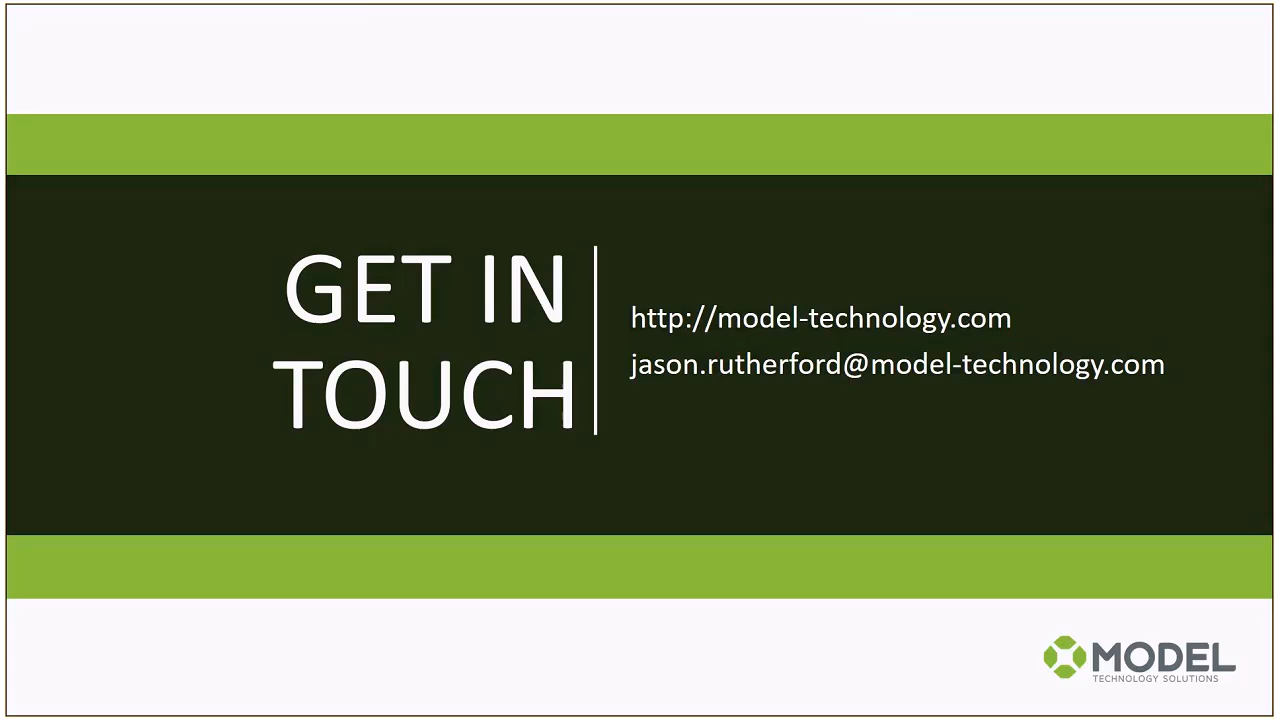 GET IN
TOUCH
http://model-technology.com
jason.rutherford@model-technology.com
MODEL
TECHNOLOGY SOLUTIONS